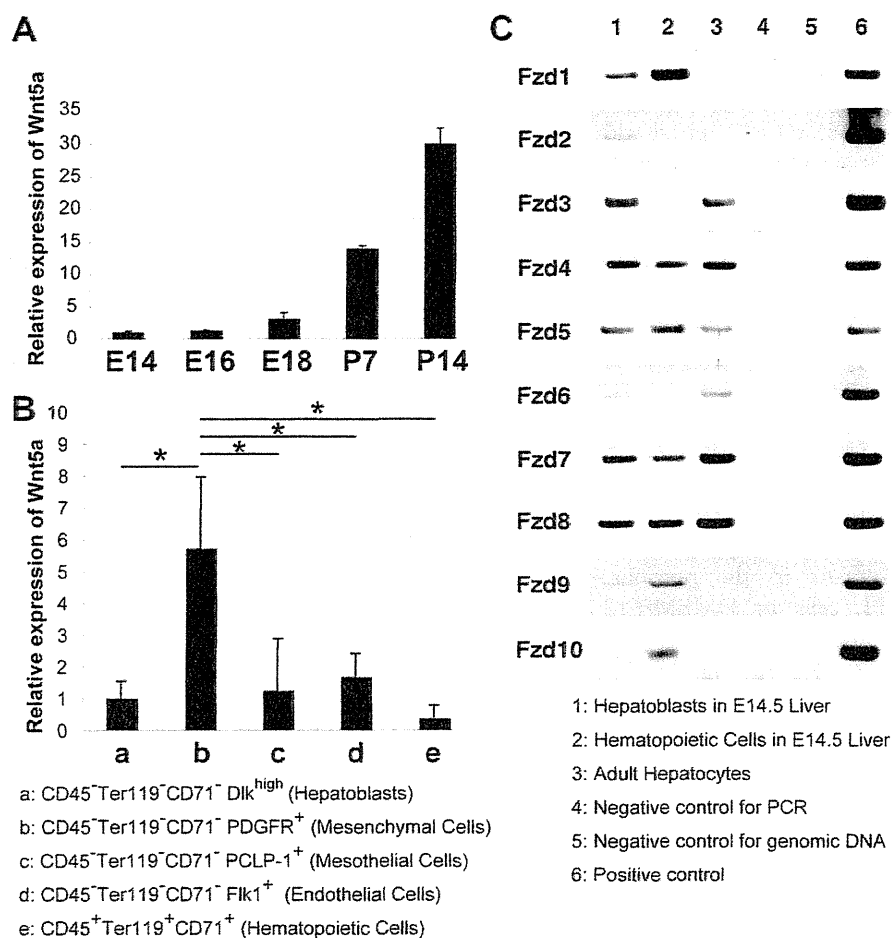 A
Relative expression of Wnt5a
35
30
25
20
15
10
5
0
E14 E16 E18 P7 P14
B
Relative expression of Wnt5a
10
9
8
7
6
5
4
3
2
1
0
* * * *
a b c d e
a: CD45⁻Ter119⁻CD71⁻ Dlk^high (Hepatoblasts)
b: CD45⁻Ter119⁻CD71⁻ PDGFR⁺ (Mesenchymal Cells)
c: CD45⁻Ter119⁻CD71⁻ PCLP-1⁺ (Mesothelial Cells)
d: CD45⁻Ter119⁻CD71⁻ Flk1⁺ (Endothelial Cells)
e: CD45⁺Ter119⁺CD71⁺ (Hematopoietic Cells)
C
1 2 3 4 5 6
Fzd1
Fzd2
Fzd3
Fzd4
Fzd5
Fzd6
Fzd7
Fzd8
Fzd9
Fzd10
1: Hepatoblasts in E14.5 Liver
2: Hematopoietic Cells in E14.5 Liver
3: Adult Hepatocytes
4: Negative control for PCR
5: Negative control for genomic DNA
6: Positive control